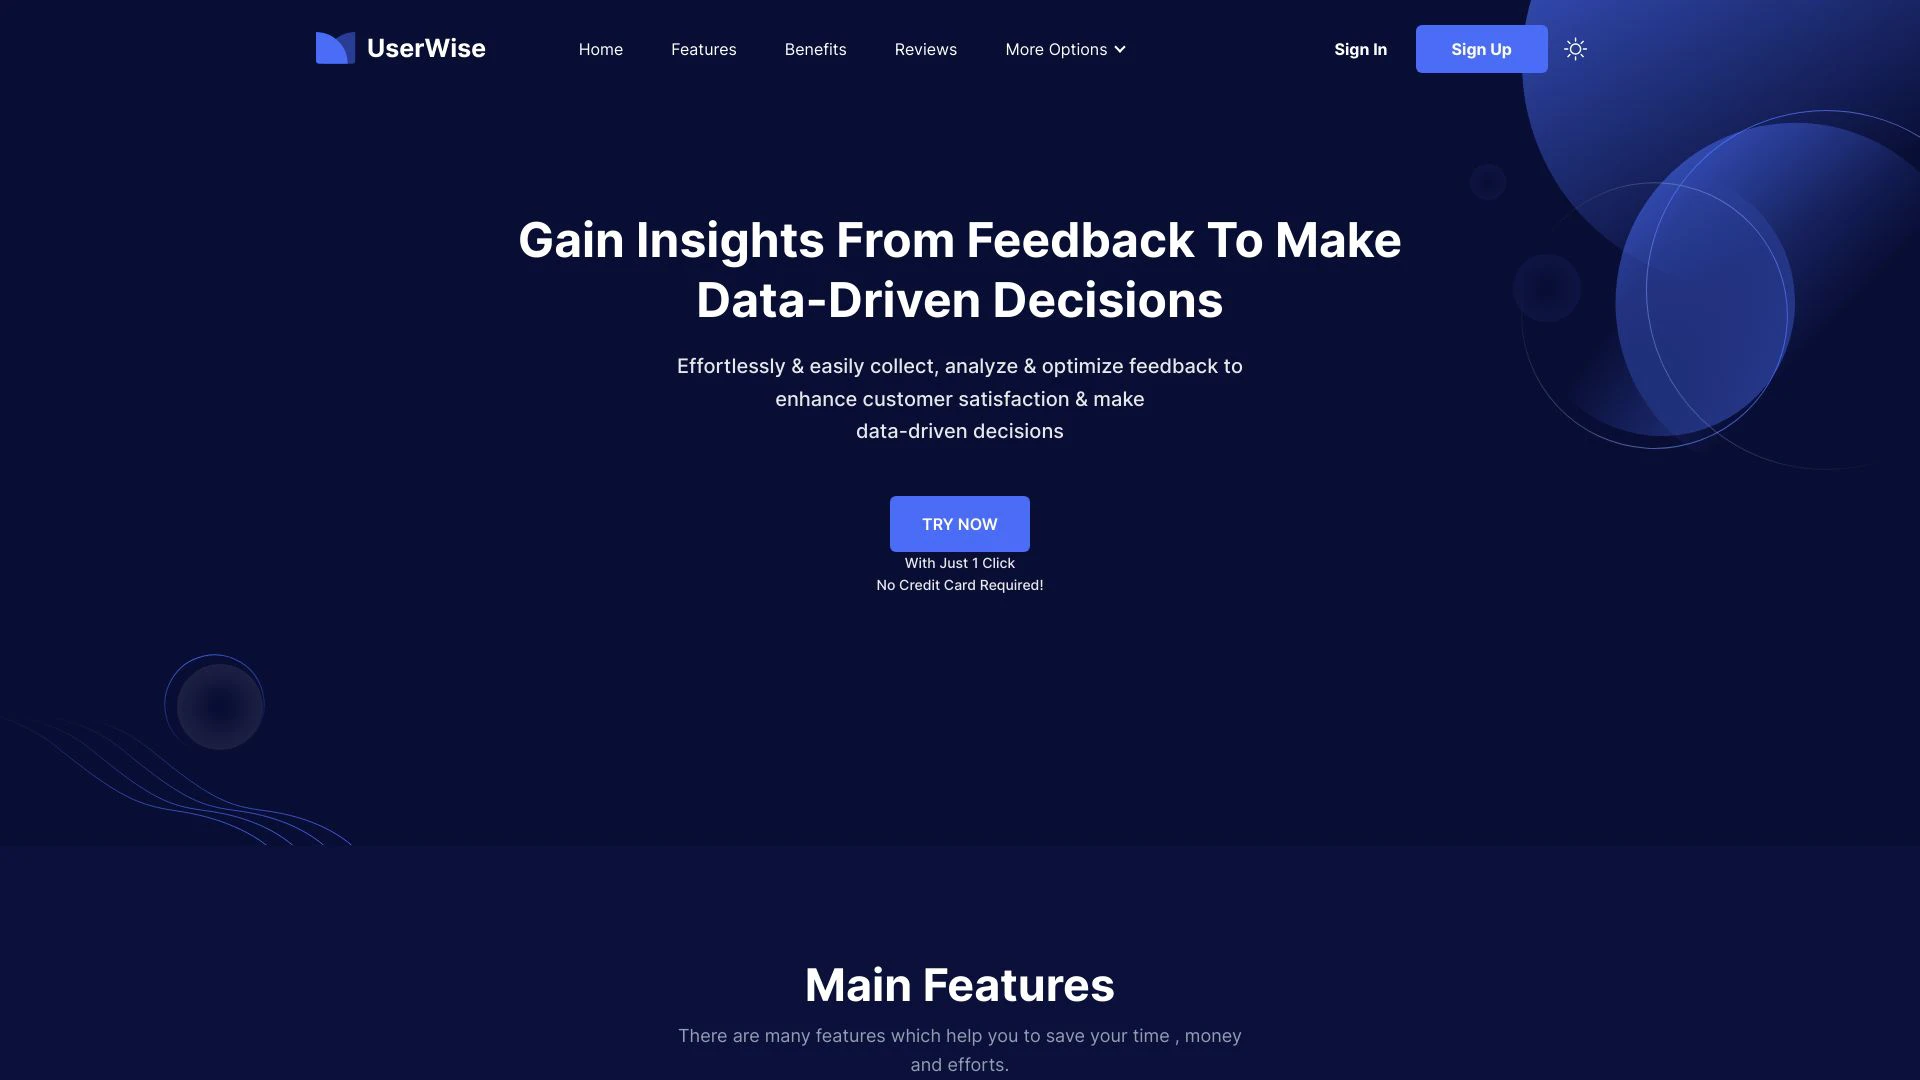 UserWise
Home
Features
Benefits
Reviews
More Options
Sign In
Sign Up
Gain Insights From Feedback To Make
Data-Driven Decisions
Effortlessly & easily collect, analyze & optimize feedback to
enhance customer satisfaction & make
data-driven decisions
TRY NOW
With Just 1 Click
No Credit Card Required!
Main Features
There are many features which help you to save your time , money
and efforts.